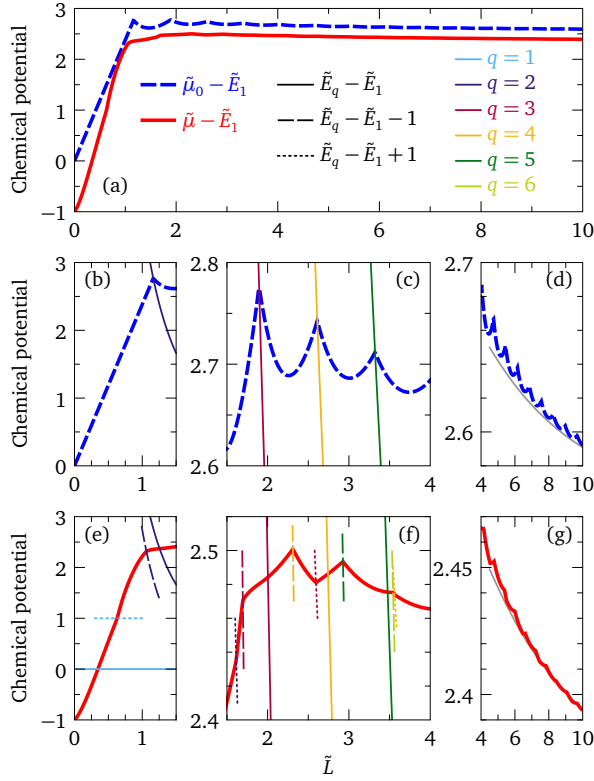 Chemical potential
3
2
1
0
−1
(a)
μ̃₀ − Ẽ₁
μ̃ − Ẽ₁
Ẽ_q − Ẽ₁
Ẽ_q − Ẽ₁ − 1
Ẽ_q − Ẽ₁ + 1
q = 1
q = 2
q = 3
q = 4
q = 5
q = 6
0 2 4 6 8 10
Chemical potential
3
2
1
0
(b)
0 1
2.8
2.7
2.6
(c)
2 3 4
2.7
2.6
(d)
4 6 8 10
Chemical potential
3
2
1
0
−1
(e)
0 1
2.5
2.4
(f)
2 3 4
2.45
2.4
(g)
4 6 8 10
L̃